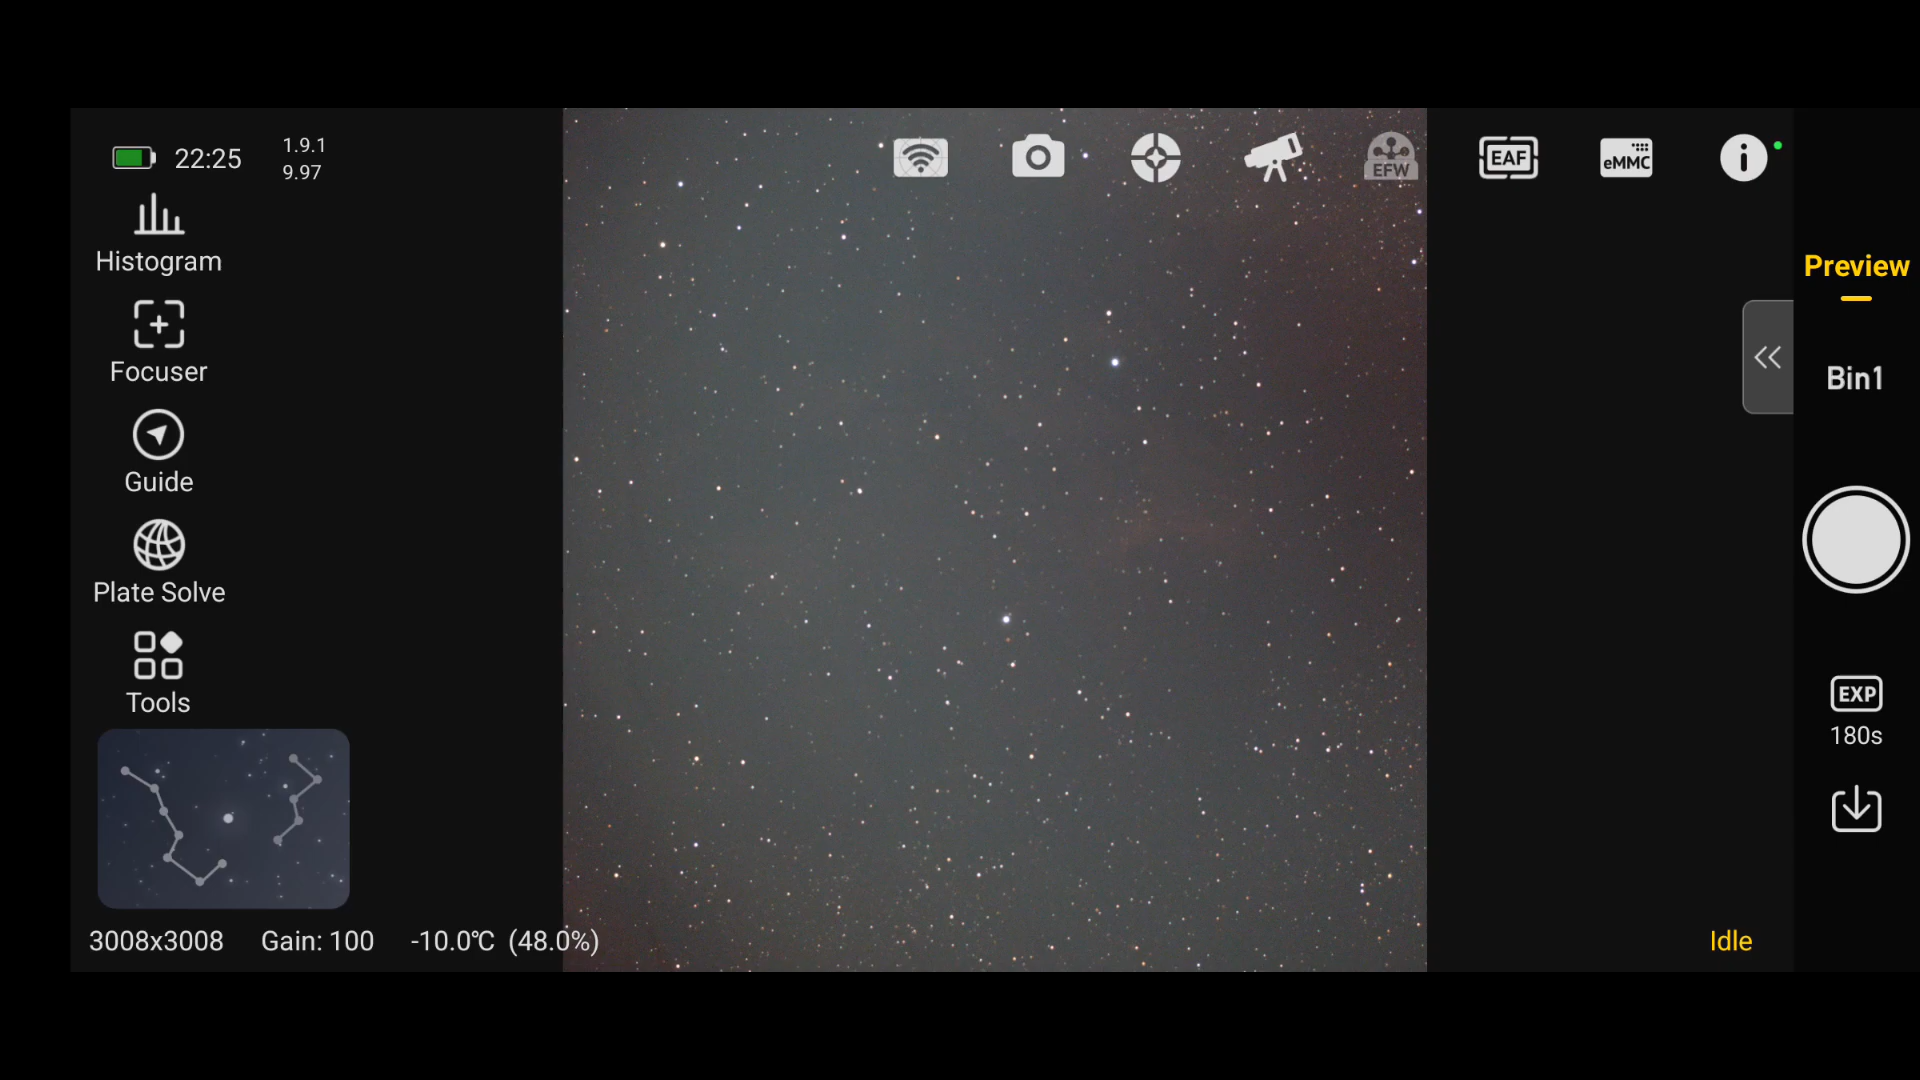 22:25
1.9.1
9.97
EFW
EAF
eMMC
Histogram
Focuser
Guide
Plate Solve
Tools
3008x3008 Gain: 100 -10.0℃ (48.0%)
Idle
Preview
Bin1
EXP
180s